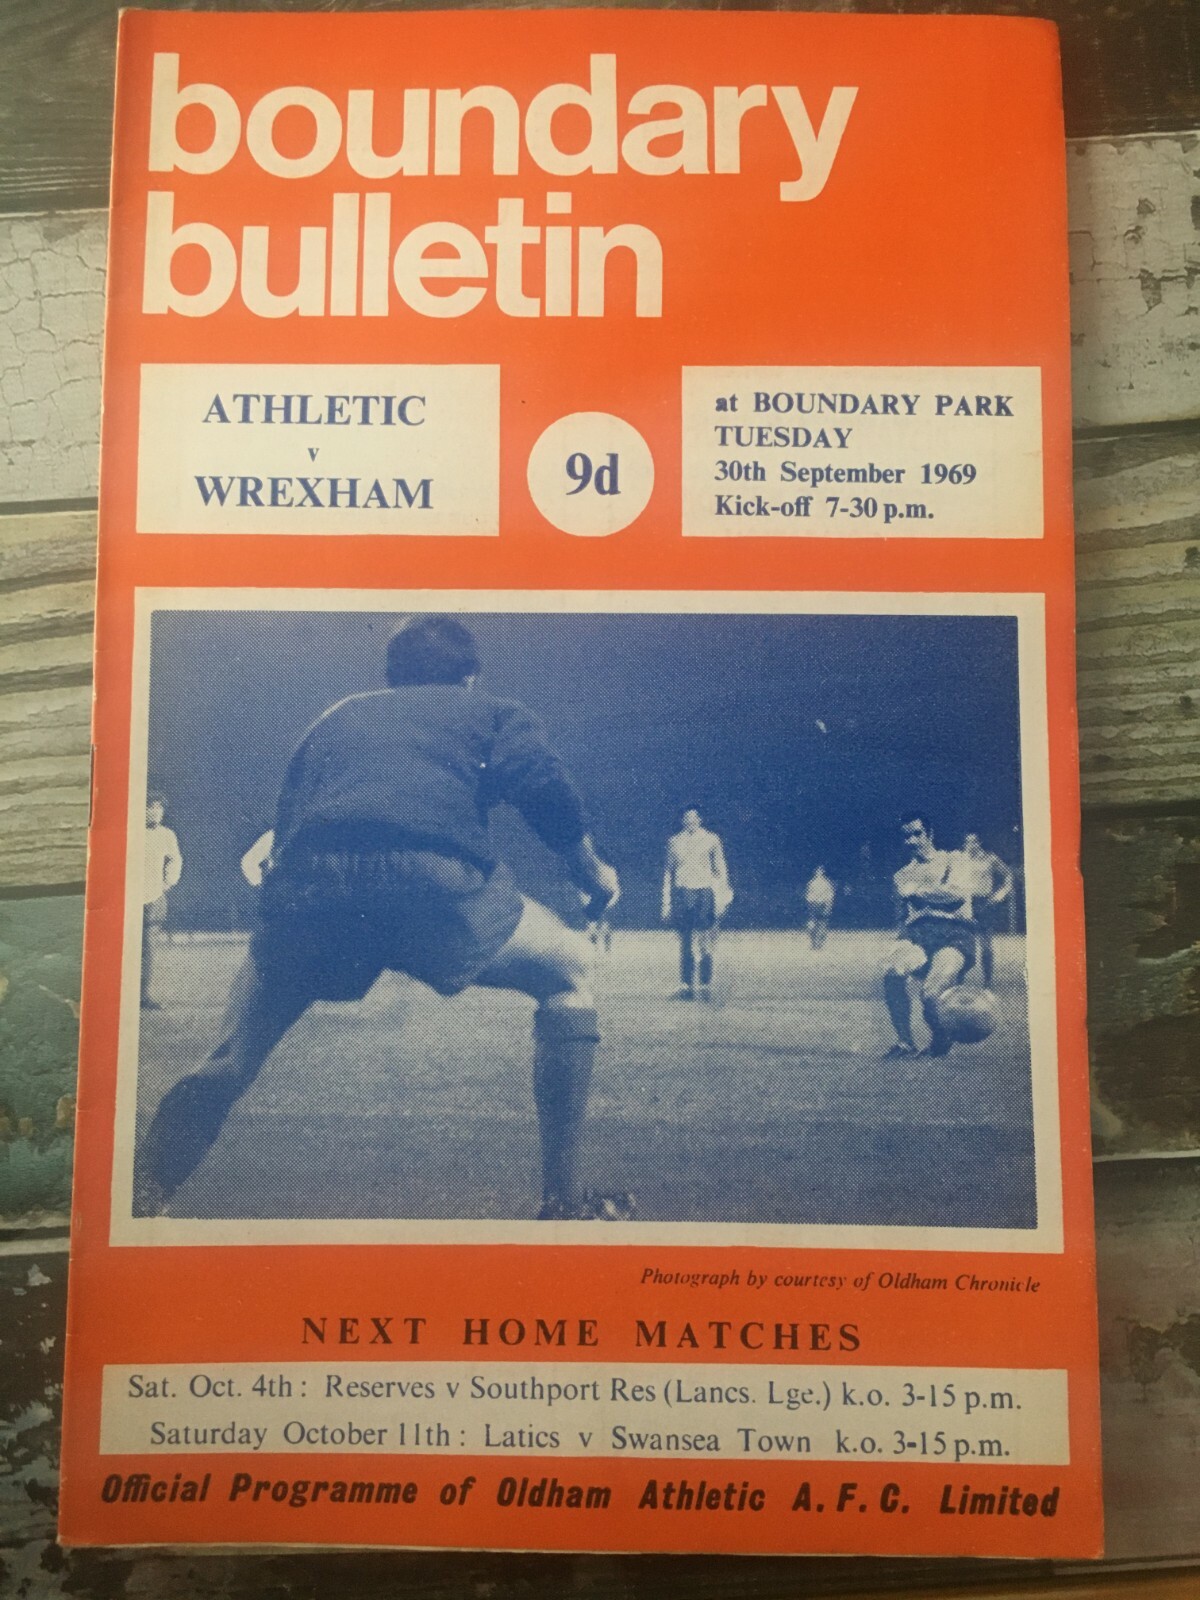 boundary
bulletin
ATHLETIC
v
WREXHAM
9d
at BOUNDARY PARK
TUESDAY
30th September 1969
Kick-off 7-30 p.m.
Photograph by courtesy of Oldham Chronicle
NEXT HOME MATCHES
Sat. Oct. 4th : Reserves v Southport Res (Lancs. Lge.) k.o. 3-15 p.m.
Saturday October 11th : Latics v Swansea Town k.o. 3-15 p.m.
Official Programme of Oldham Athletic A. F. C. Limited